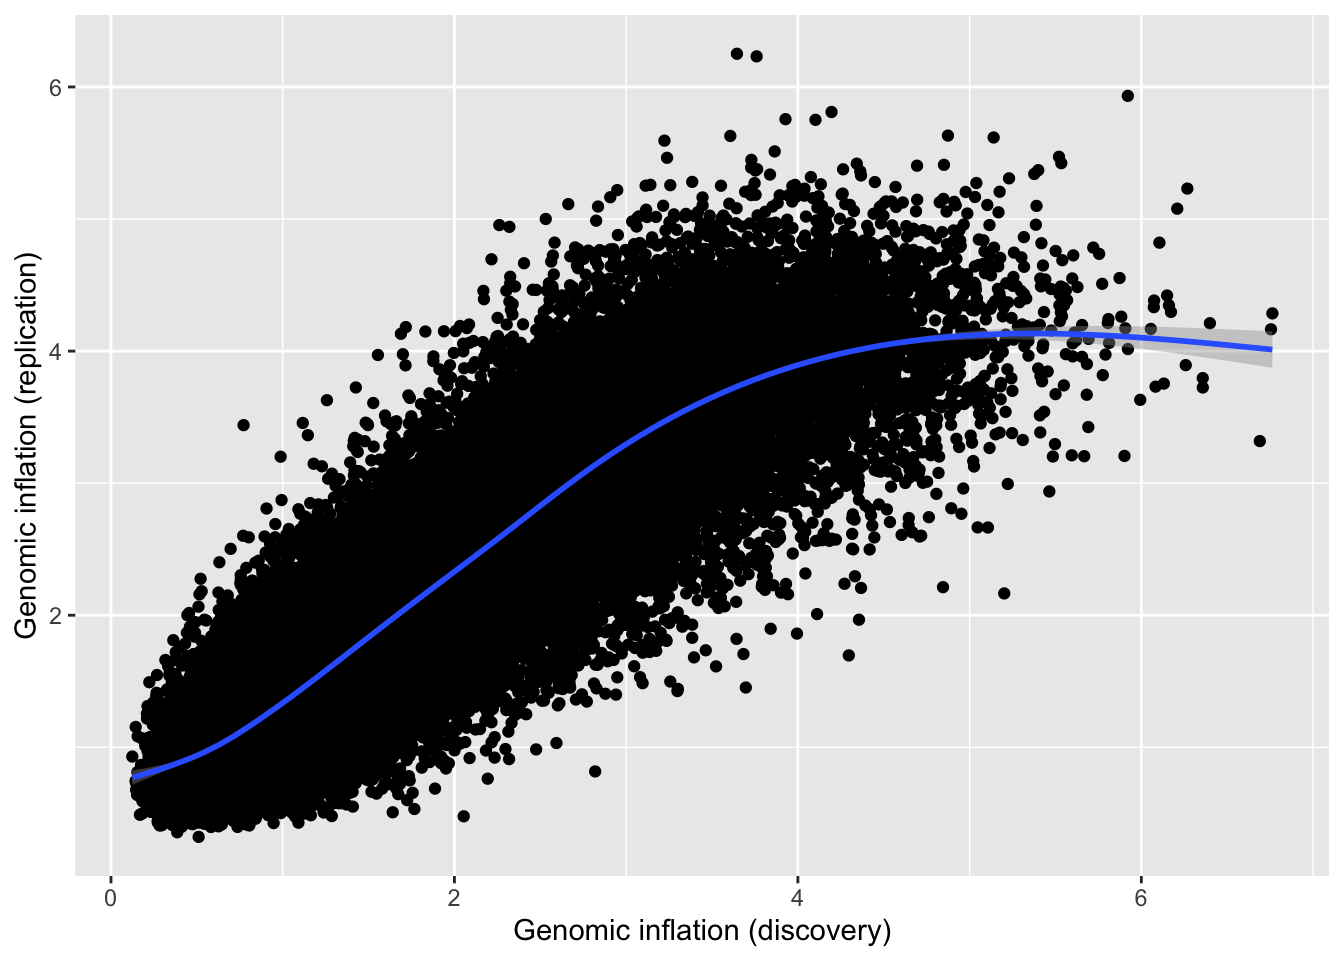 Genomic inflation (replication)
6
4
2
0 2 4 6
Genomic inflation (discovery)